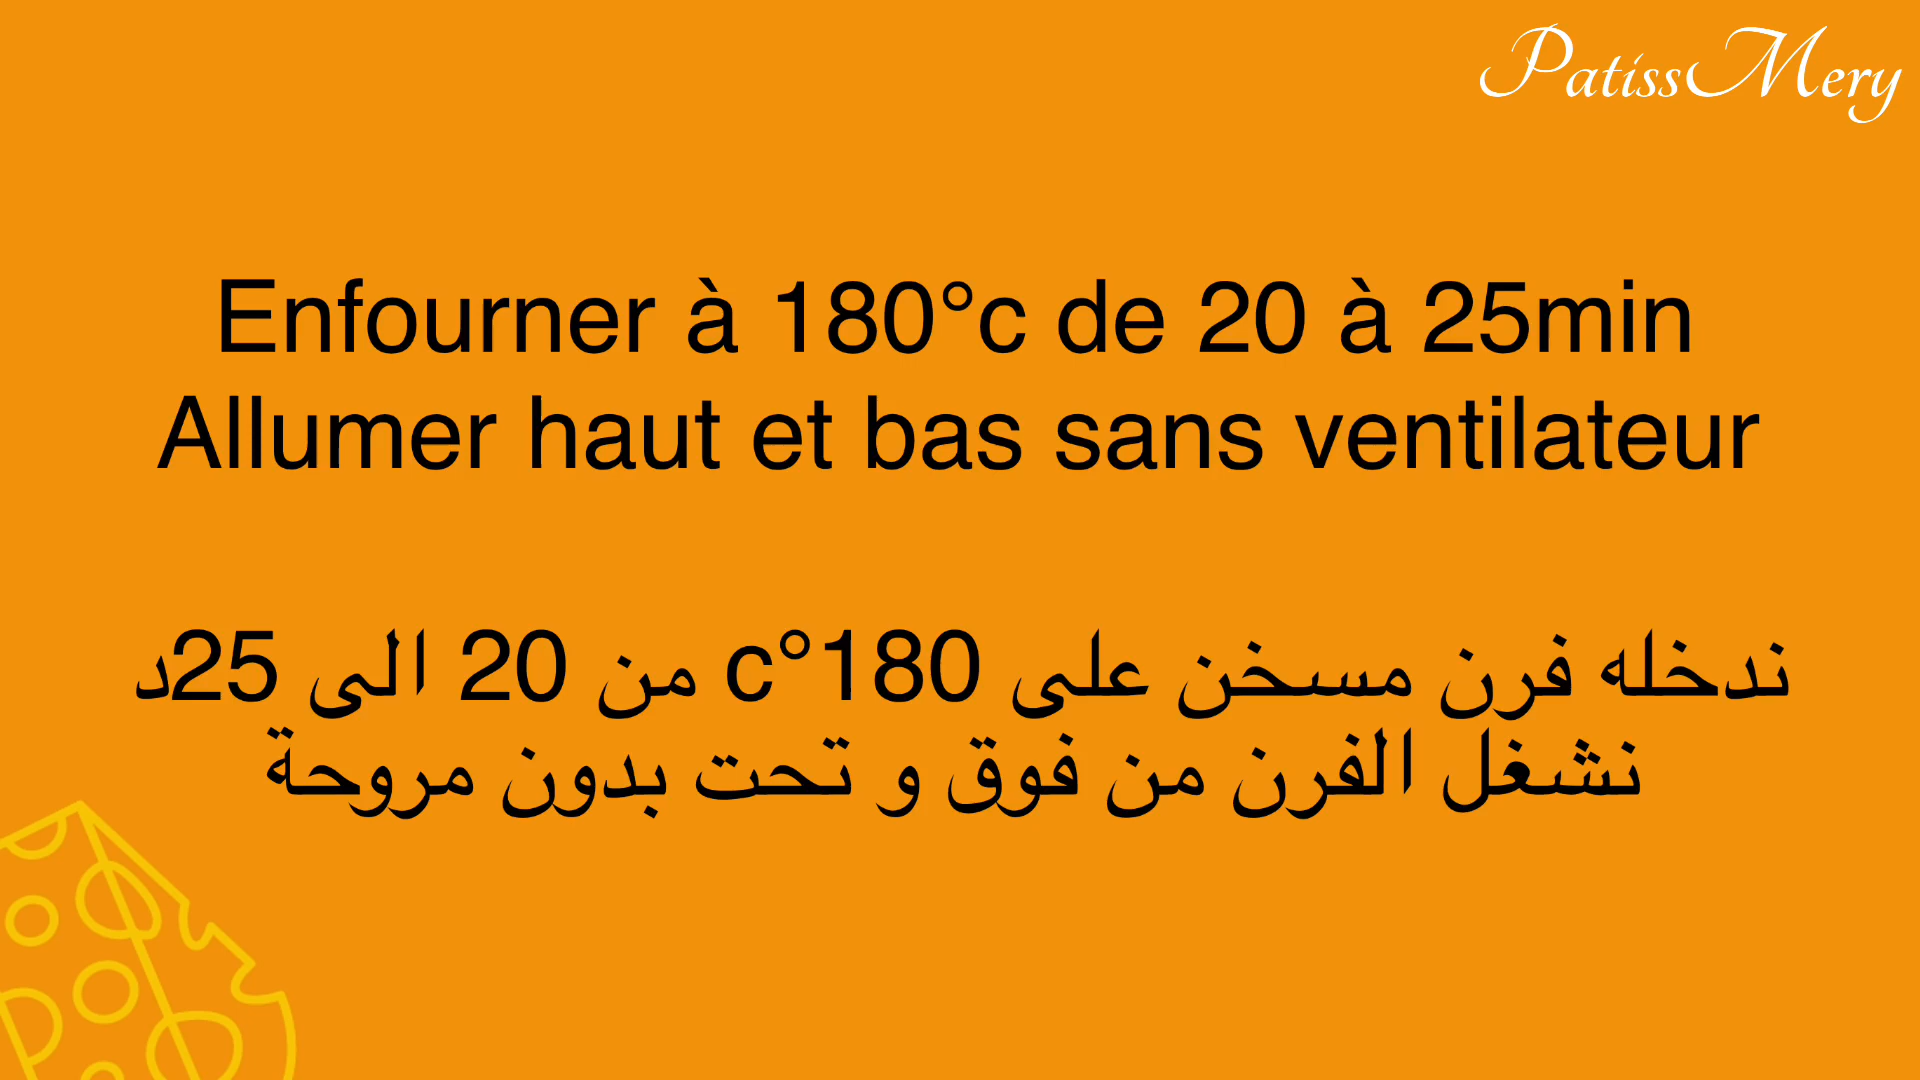 PatissMery
Enfourner à 180°c de 20 à 25min
Allumer haut et bas sans ventilateur
ندخله فرن مسخن على 180°c من 20 الى 25د
نشغل الفرن من فوق و تحت بدون مروحة